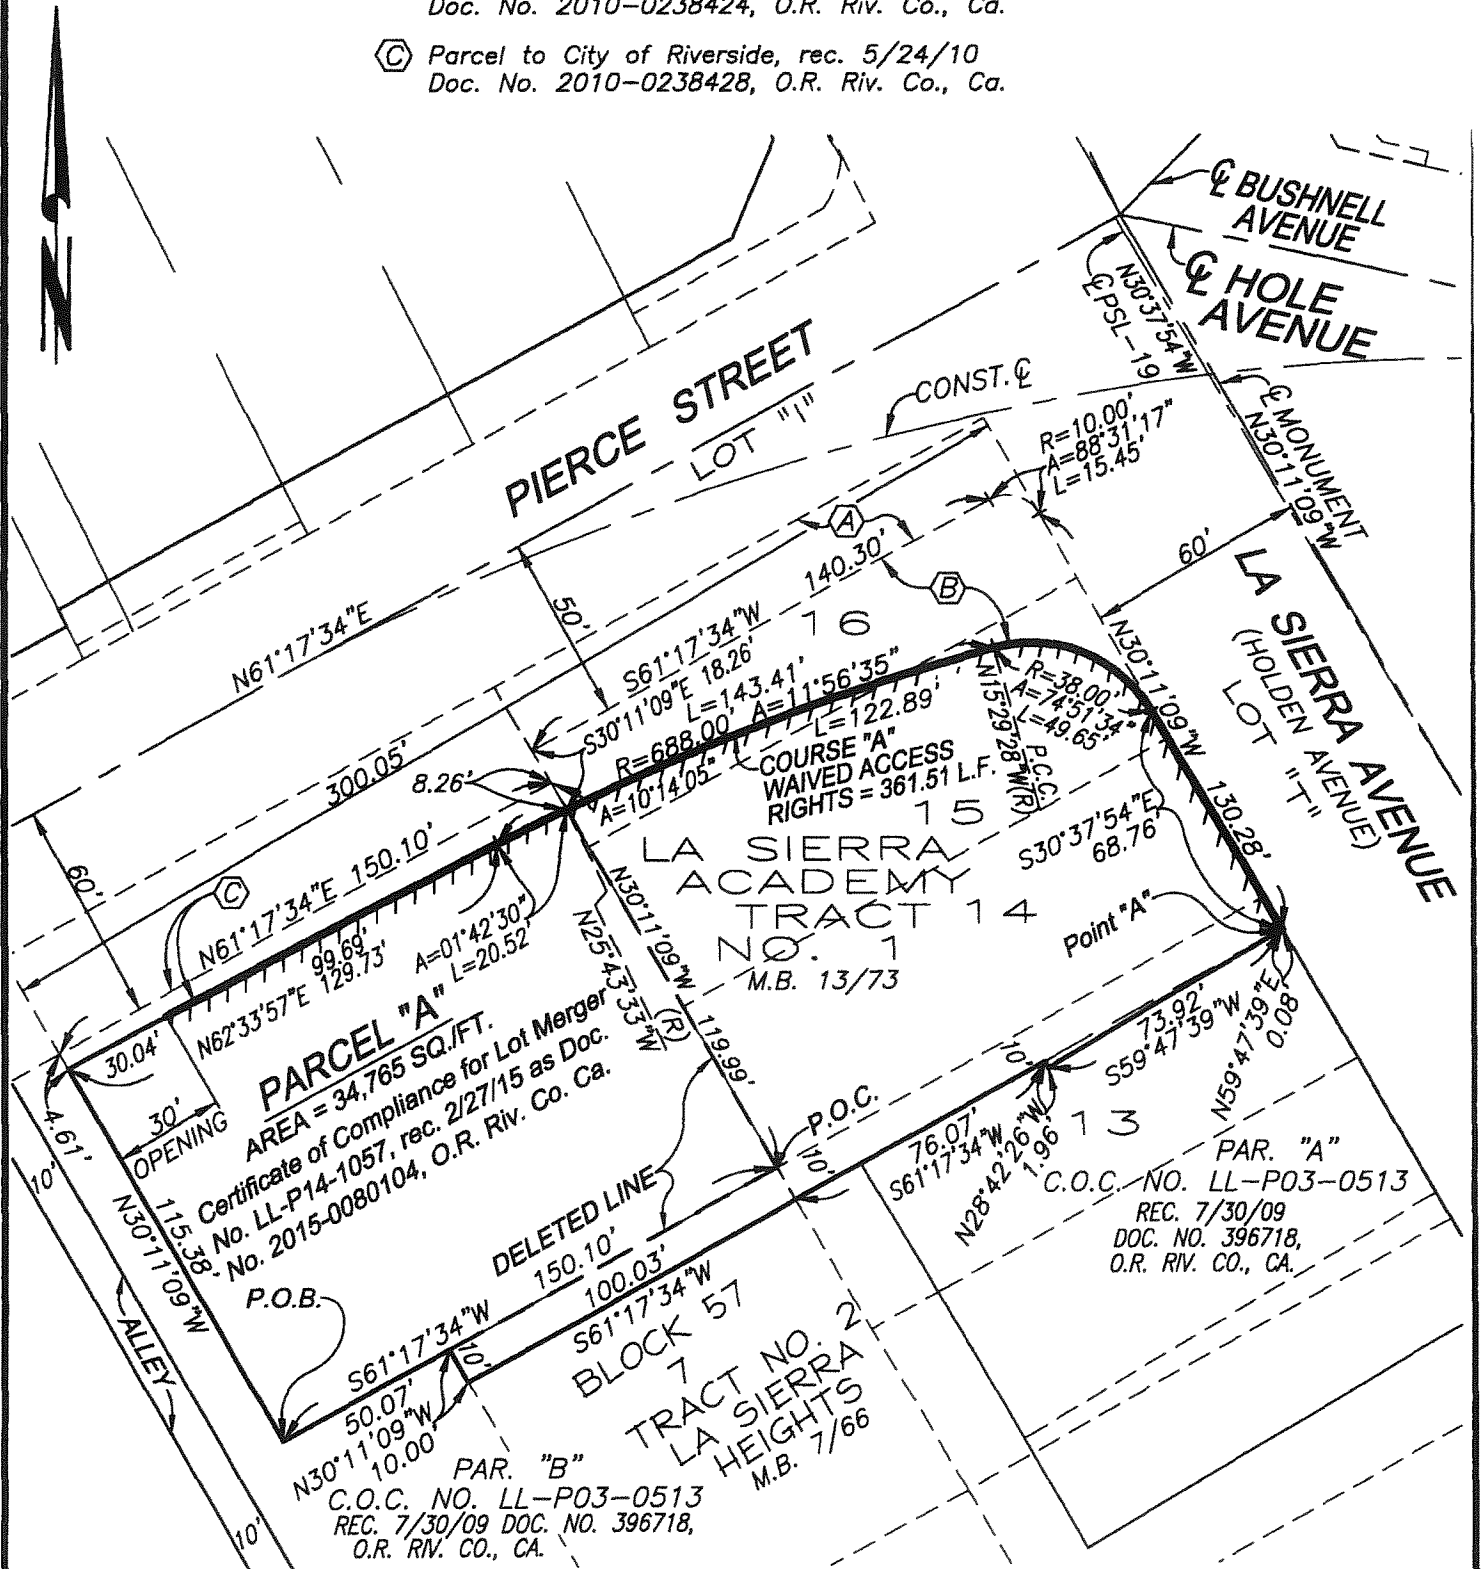 Doc. No. 2010-0238424, O.R. Riv. Co., Ca.
C Parcel to City of Riverside, rec. 5/24/10
Doc. No. 2010-0238428, O.R. Riv. Co., Ca.
N
℄ BUSHNELL
AVENUE
℄ HOLE
AVENUE
N30°37'54"W
℄ PSL-19
℄ MONUMENT
N30°11'09"W
CONST. ℄
PIERCE STREET
LOT "I"
R=10.00'
Δ=88°31'17"
L=15.45'
A
140.30'
B
60'
LA SIERRA AVENUE
(HOLDEN AVENUE)
LOT "T"
N61°17'34"E
50'
S61°17'34"W
S30°11'09"E 18.26'
16
L=143.41'
R=688.00' Δ=11°56'35"
L=122.89'
Δ=10°14'05"
COURSE "A"
WAIVED ACCESS
RIGHTS = 361.51 L.F.
N15°29'28"W(R)
P.C.C.
R=38.00'
Δ=74°51'34"
L=49.65'
N30°11'09"W
130.28'
300.05'
8.26'
60'
C
N61°17'34"E 150.10'
99.69'
N62°33'57"E 129.73'
Δ=01°42'30"
L=20.52'
15
LA SIERRA
ACADEMY
TRACT 14
NO. 1
M.B. 13/73
S30°37'54"E
68.76'
Point "A"
N30°11'09"W
119.99'
N25°43'33"W
(R)
30.04'
4.61'
30'
OPENING
10'
PARCEL "A"
AREA = 34,765 SQ./FT.
Certificate of Compliance for Lot Merger
No. LL-P14-1057, rec. 2/27/15 as Doc.
No. 2015-0080104, O.R. Riv. Co. Ca.
73.92'
S59°47'39"W
N59°47'39"E
0.08'
10'
P.O.C.
10'
76.07'
S61°17'34"W
N28°42'26"W
1.96'
13
PAR. "A"
C.O.C. NO. LL-P03-0513
REC. 7/30/09
DOC. NO. 396718,
O.R. RIV. CO., CA.
115.38'
N30°11'09"W
DELETED LINE
150.10'
100.03'
S61°17'34"W
P.O.B.
ALLEY
S61°17'34"W
50.07'
10'
N30°11'09"W
10.00'
BLOCK 57
7
TRACT NO. 2
LA SIERRA
HEIGHTS
M.B. 7/66
PAR. "B"
C.O.C. NO. LL-P03-0513
REC. 7/30/09 DOC. NO. 396718,
O.R. RIV. CO., CA.
10'